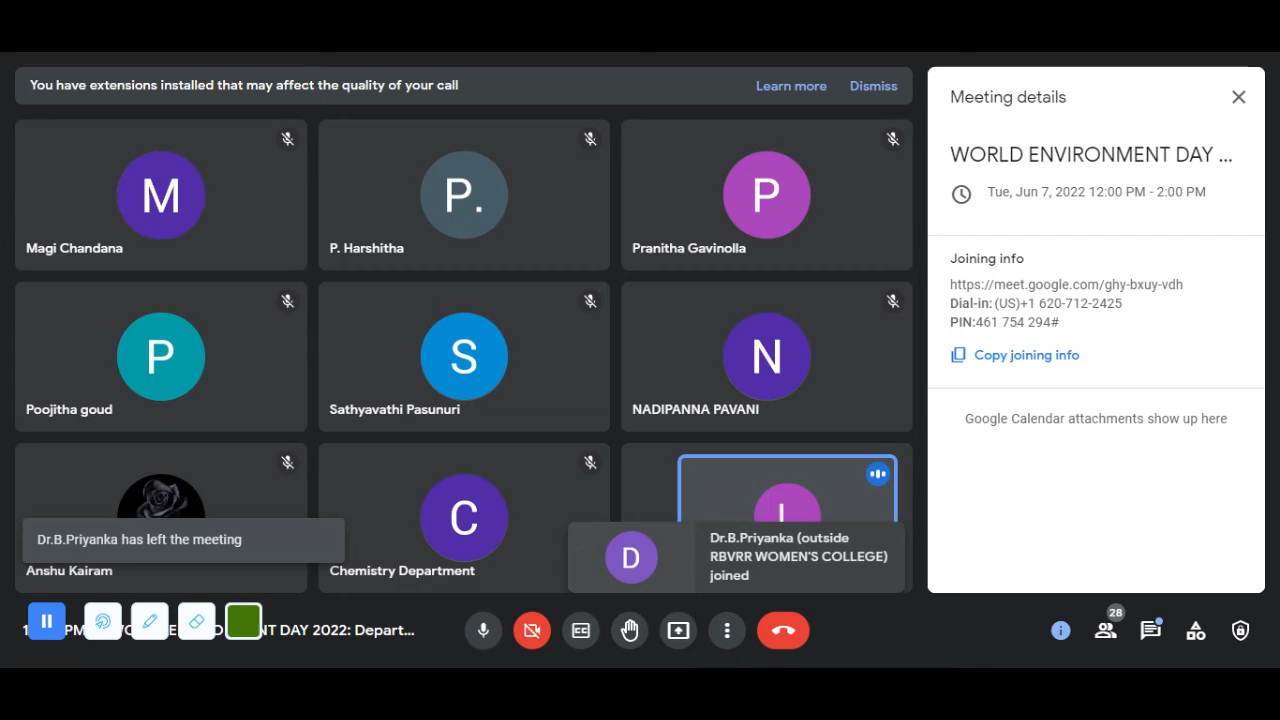 You have extensions installed that may affect the quality of your call
Learn more
Dismiss
M
Magi Chandana
P.
P. Harshitha
P
Pranitha Gavinolla
P
Poojitha goud
S
Sathyavathi Pasunuri
N
NADIPANNA PAVANI
Anshu Kairam
C
Chemistry Department
Dr.B.Priyanka has left the meeting
D
Dr.B.Priyanka (outside
RBVRR WOMEN'S COLLEGE)
joined
NT DAY 2022: Depart...
28
Meeting details
WORLD ENVIRONMENT DAY ...
Tue, Jun 7, 2022 12:00 PM - 2:00 PM
Joining info
https://meet.google.com/ghy-bxuy-vdh
Dial-in: (US)+1 620-712-2425
PIN:461 754 294#
Copy joining info
Google Calendar attachments show up here